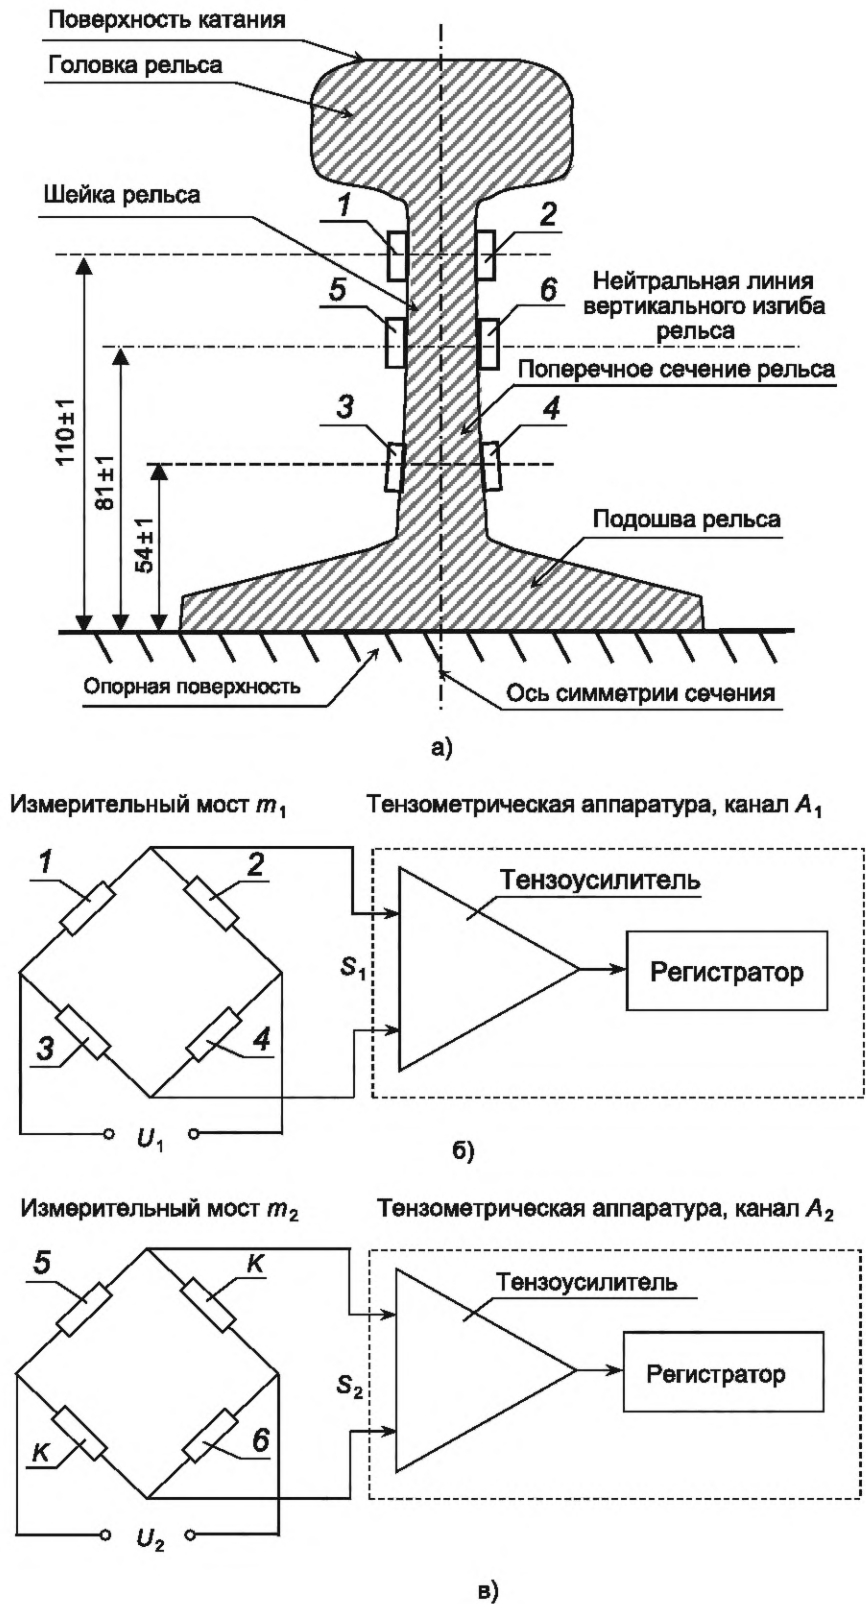 Поверхность катания
Головка рельса
Шейка рельса
1
2
5
6
Нейтральная линия
вертикального изгиба
рельса
Поперечное сечение рельса
3
4
110±1
81±1
54±1
Подошва рельса
Опорная поверхность
Ось симметрии сечения
а)
Измерительный мост m1
Тензометрическая аппаратура, канал A1
1
2
Тензоусилитель
S1
Регистратор
3
4
U1
б)
Измерительный мост m2
Тензометрическая аппаратура, канал A2
5
K
Тензоусилитель
S2
Регистратор
K
6
U2
в)